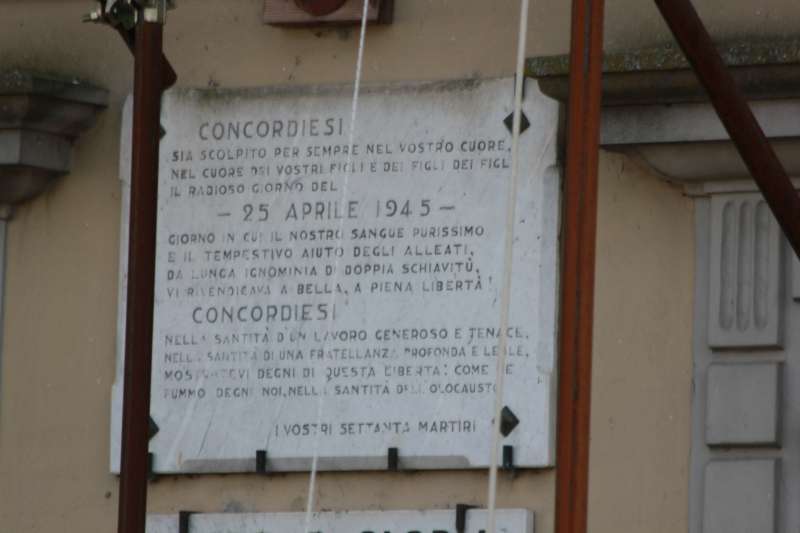 CONCORDIESI
SIA SCOLPITO PER SEMPRE NEL VOSTRO CUORE,
NEL CUORE DEI VOSTRI FIGLI E DEI FIGLI DEI FIGLI
IL RADIOSO GIORNO DEL
- 25 APRILE 1945 -
GIORNO IN CUI IL NOSTRO SANGUE PURISSIMO
E IL TEMPESTIVO AIUTO DEGLI ALLEATI,
DA LUNGA IGNOMINIA DI DOPPIA SCHIAVITÙ,
VI RIVENDICAVA A BELLA, A PIENA LIBERTÀ!
CONCORDIESI
NELLA SANTITÀ D'UN LAVORO GENEROSO E TENACE,
NELLA SANTITÀ DI UNA FRATELLANZA PROFONDA E LEALE,
MOSTRATEVI DEGNI DI QUESTA LIBERTÀ: COME NE
FUMMO DEGNI NOI, NELLA SANTITÀ DELL'OLOCAUSTO
I VOSTRI SETTANTA MARTIRI